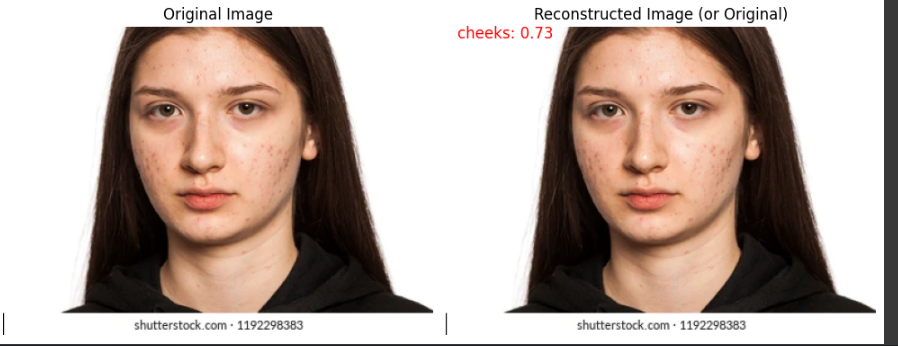 Original Image
Reconstructed Image (or Original)
cheeks: 0.73
shutterstock.com · 1192298383
shutterstock.com · 1192298383